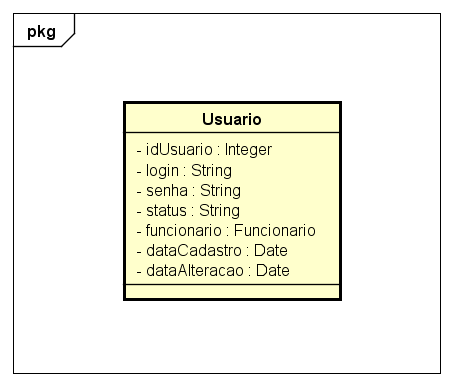 pkg
Usuario
- idUsuario : Integer
- login : String
- senha : String
- status : String
- funcionario : Funcionario
- dataCadastro : Date
- dataAlteracao : Date